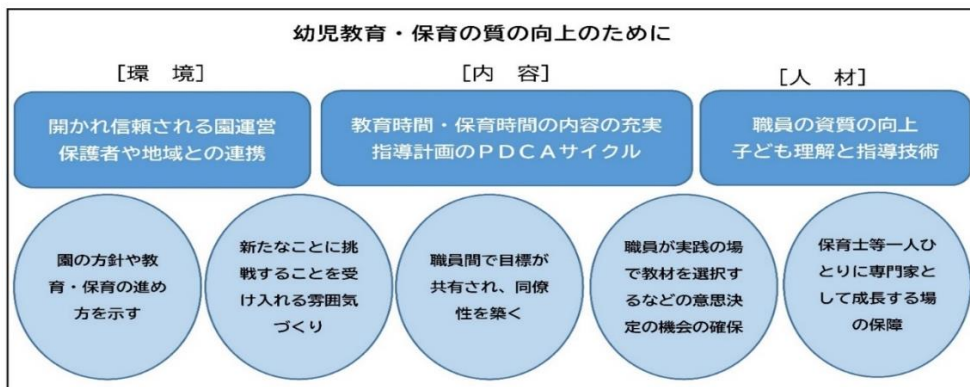 幼児教育・保育の質の向上のために
［環　境］
［内　容］
［人　材］
開かれ信頼される園運営
保護者や地域との連携
教育時間・保育時間の内容の充実
指導計画のＰＤＣＡサイクル
職員の資質の向上
子ども理解と指導技術
園の方針や教
育・保育の進め
方を示す
新たなことに挑
戦することを受
け入れる雰囲気
づくり
職員間で目標が
共有され、同僚
性を築く
職員が実践の場
で教材を選択す
るなどの意思決
定の機会の確保
保育士等一人ひ
とりに専門家と
して成長する場
の保障